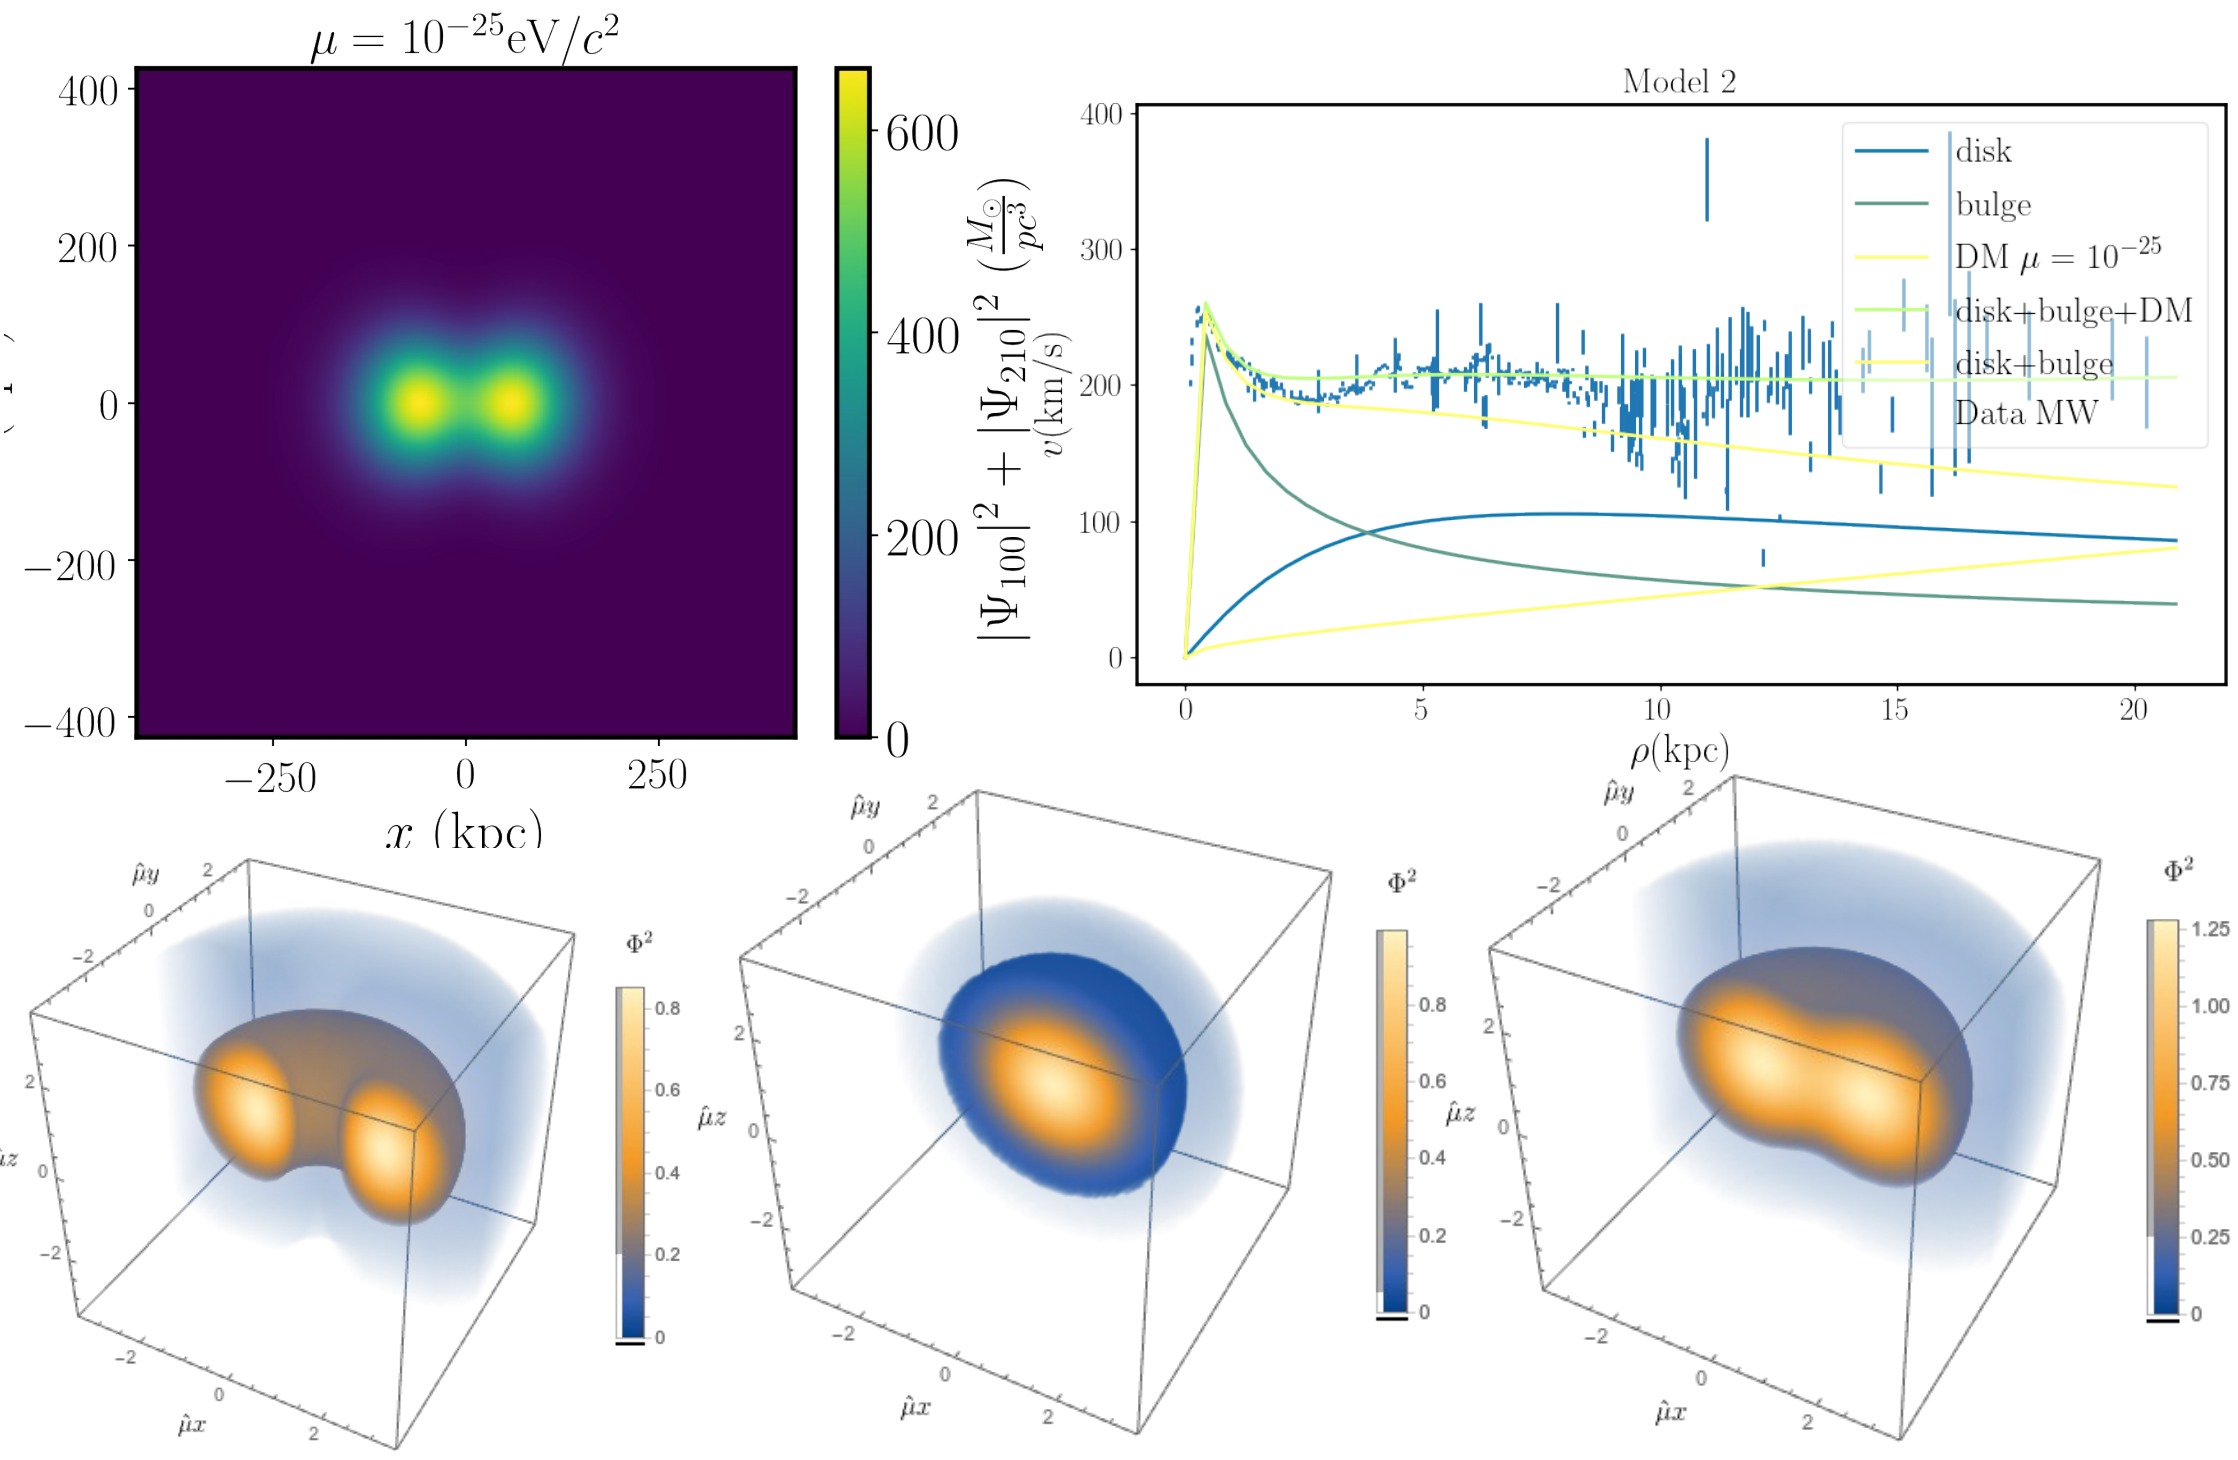 μ = 10⁻²⁵eV/c²
400
200
0
−200
−400
−250
0
250
x (kpc)
600
400
200
0
|Ψ₁₀₀|² + |Ψ₂₁₀|² (M⊙/pc³)
Model 2
400
300
200
100
0
v(km/s)
0
5
10
15
20
ρ(kpc)
disk
bulge
DM μ = 10⁻²⁵
disk+bulge+DM
disk+bulge
Data MW
μ̂y
2
0
−2
2
0
−2
−2
0
2
μ̂x
Φ²
0.8
0.6
0.4
0.2
0
μ̂y
2
0
−2
μ̂z
2
0
−2
−2
0
2
μ̂x
Φ²
0.8
0.6
0.4
0.2
0
μ̂y
2
0
−2
μ̂z
2
0
−2
−2
0
2
μ̂x
Φ²
1.25
1.00
0.75
0.50
0.25
0